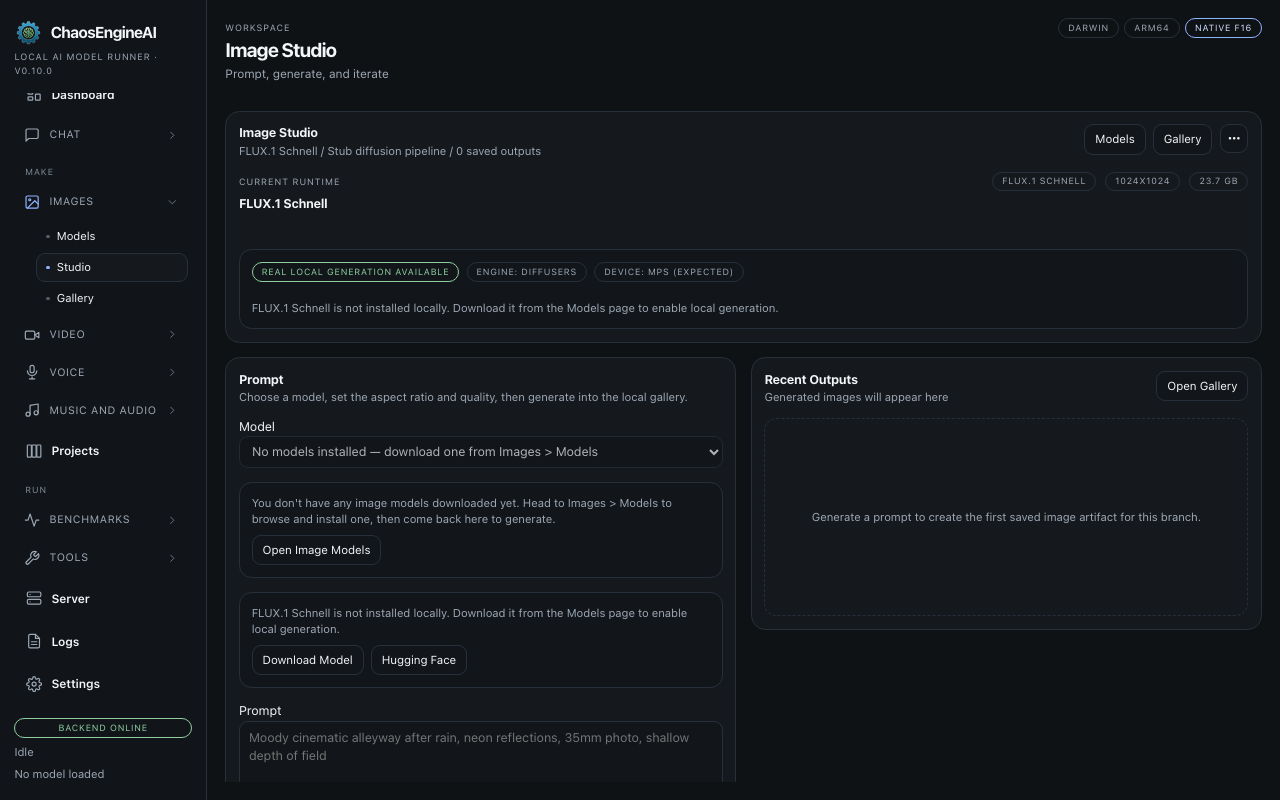 ChaosEngineAI
LOCAL AI MODEL RUNNER ·
V0.10.0
Dashboard
CHAT
MAKE
IMAGES
Models
Studio
Gallery
VIDEO
VOICE
MUSIC AND AUDIO
Projects
RUN
BENCHMARKS
TOOLS
Server
Logs
Settings
BACKEND ONLINE
Idle
No model loaded
WORKSPACE
Image Studio
Prompt, generate, and iterate
DARWIN
ARM64
NATIVE F16
Image Studio
FLUX.1 Schnell / Stub diffusion pipeline / 0 saved outputs
Models
Gallery
•••
CURRENT RUNTIME
FLUX.1 Schnell
FLUX.1 SCHNELL
1024X1024
23.7 GB
REAL LOCAL GENERATION AVAILABLE
ENGINE: DIFFUSERS
DEVICE: MPS (EXPECTED)
FLUX.1 Schnell is not installed locally. Download it from the Models page to enable local generation.
Prompt
Choose a model, set the aspect ratio and quality, then generate into the local gallery.
Model
No models installed — download one from Images > Models
You don't have any image models downloaded yet. Head to Images > Models to
browse and install one, then come back here to generate.
Open Image Models
FLUX.1 Schnell is not installed locally. Download it from the Models page to enable
local generation.
Download Model
Hugging Face
Prompt
Moody cinematic alleyway after rain, neon reflections, 35mm photo, shallow
depth of field
Recent Outputs
Generated images will appear here
Open Gallery
Generate a prompt to create the first saved image artifact for this branch.